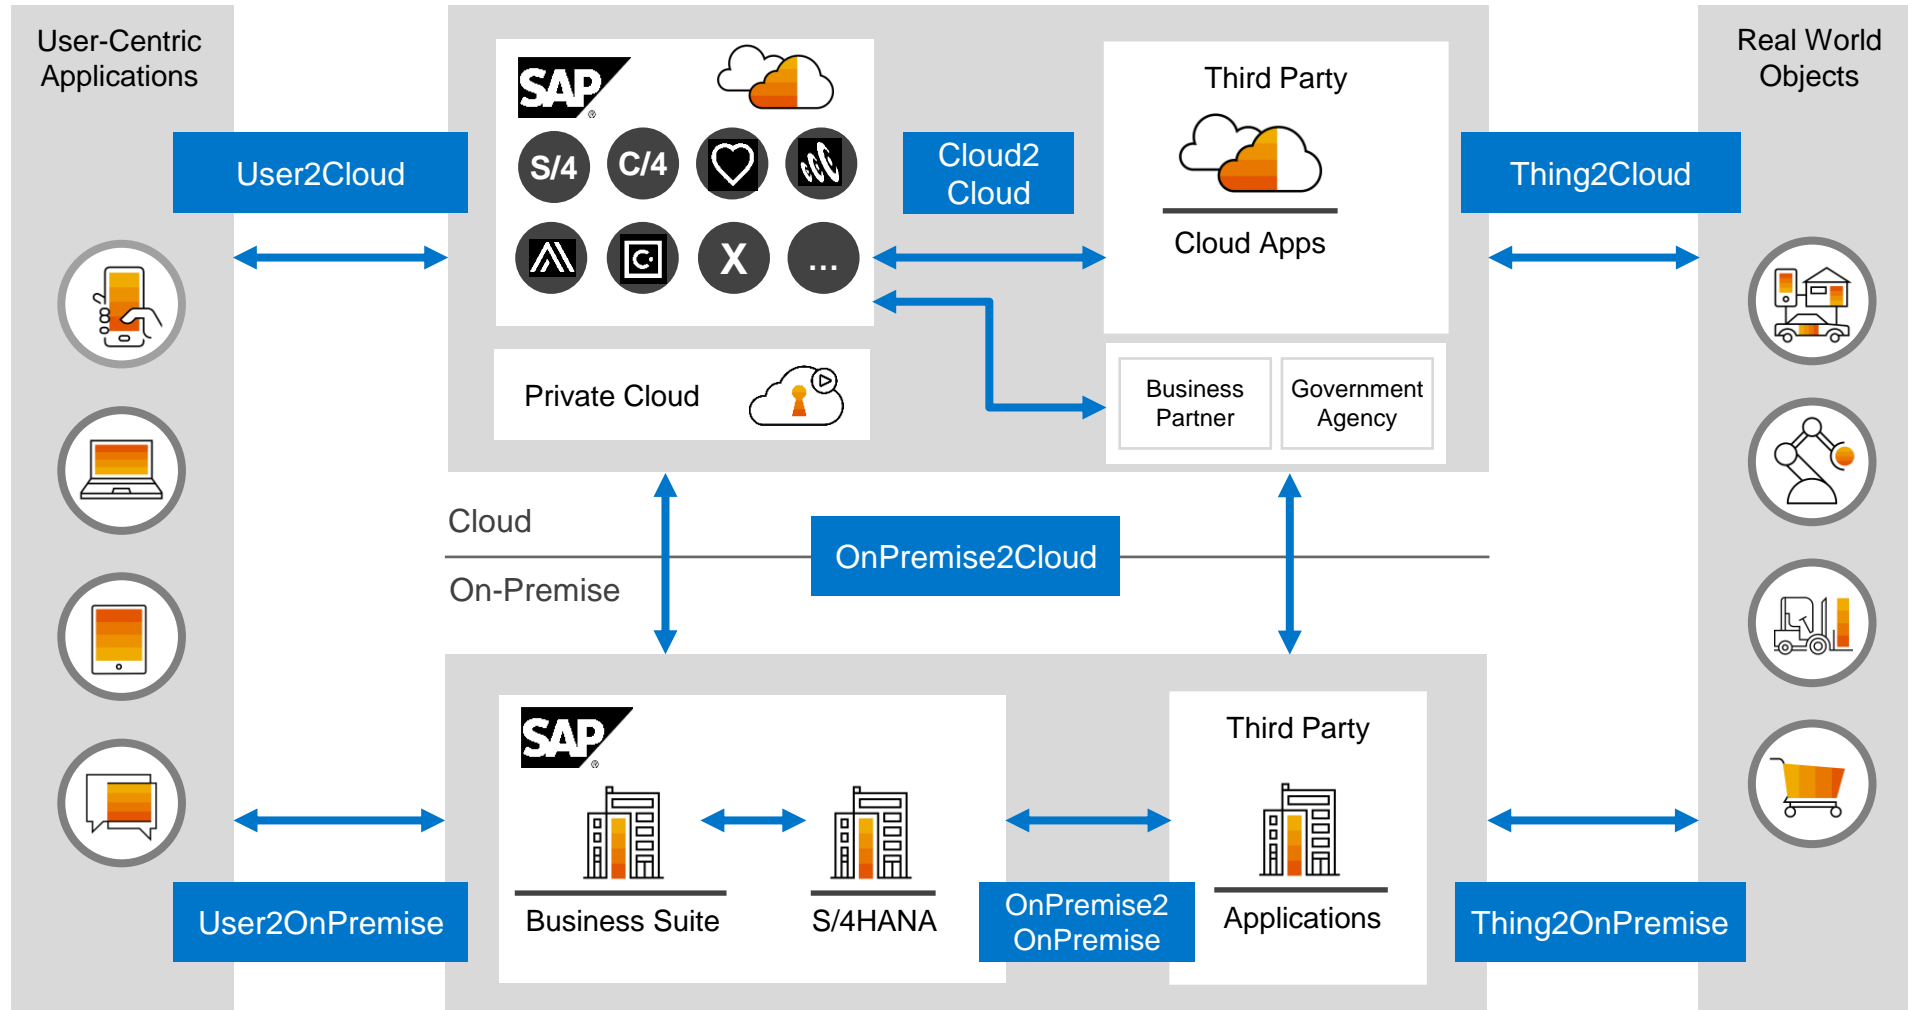 User-Centric
Applications
User2Cloud
User2OnPremise
SAP
®
S/4
C/4
C·
X
...
Private Cloud
Cloud2
Cloud
Third Party
Cloud Apps
Business
Partner
Government
Agency
Cloud
On-Premise
OnPremise2Cloud
SAP
®
Business Suite
S/4HANA
OnPremise2
OnPremise
Third Party
Applications
Real World
Objects
Thing2Cloud
Thing2OnPremise